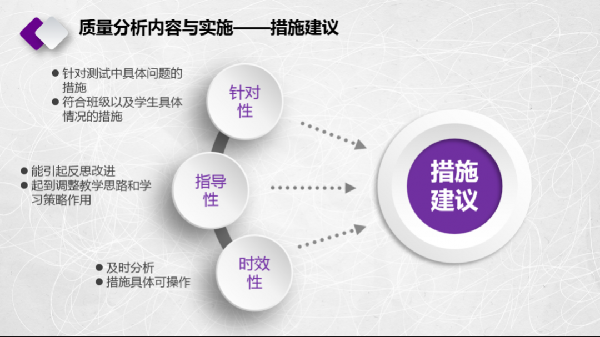 质量分析内容与实施——措施建议
● 针对测试中具体问题的
措施
● 符合班级以及学生具体
情况的措施
针对
性
● 能引起反思改进
● 起到调整教学思路和学
习策略作用
指导
性
● 及时分析
● 措施具体可操作
时效
性
措施
建议